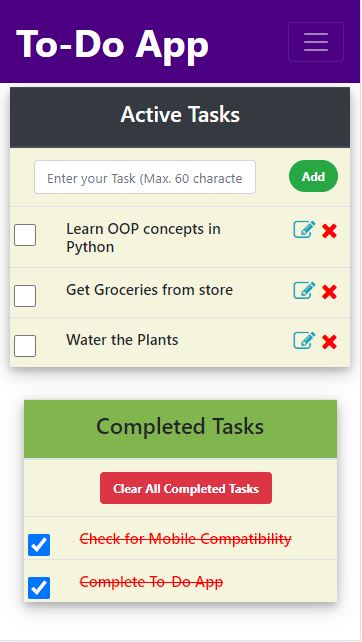 To-Do App
Active Tasks
Enter your Task (Max. 60 characte
Add
Learn OOP concepts in
Python
Get Groceries from store
Water the Plants
Completed Tasks
Clear All Completed Tasks
Check for Mobile Compatibility
Complete To-Do App